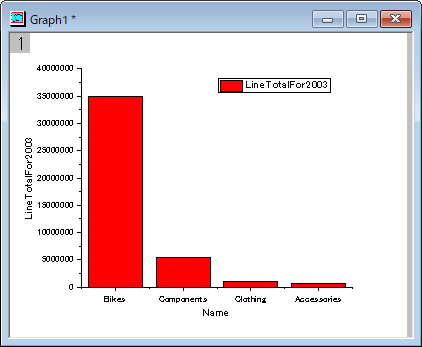 Graph1 *
1
LineTotalFor2003
40000000
35000000
30000000
25000000
20000000
15000000
10000000
5000000
0
LineTotalFor2003
Bikes Components Clothing Accessories
Name